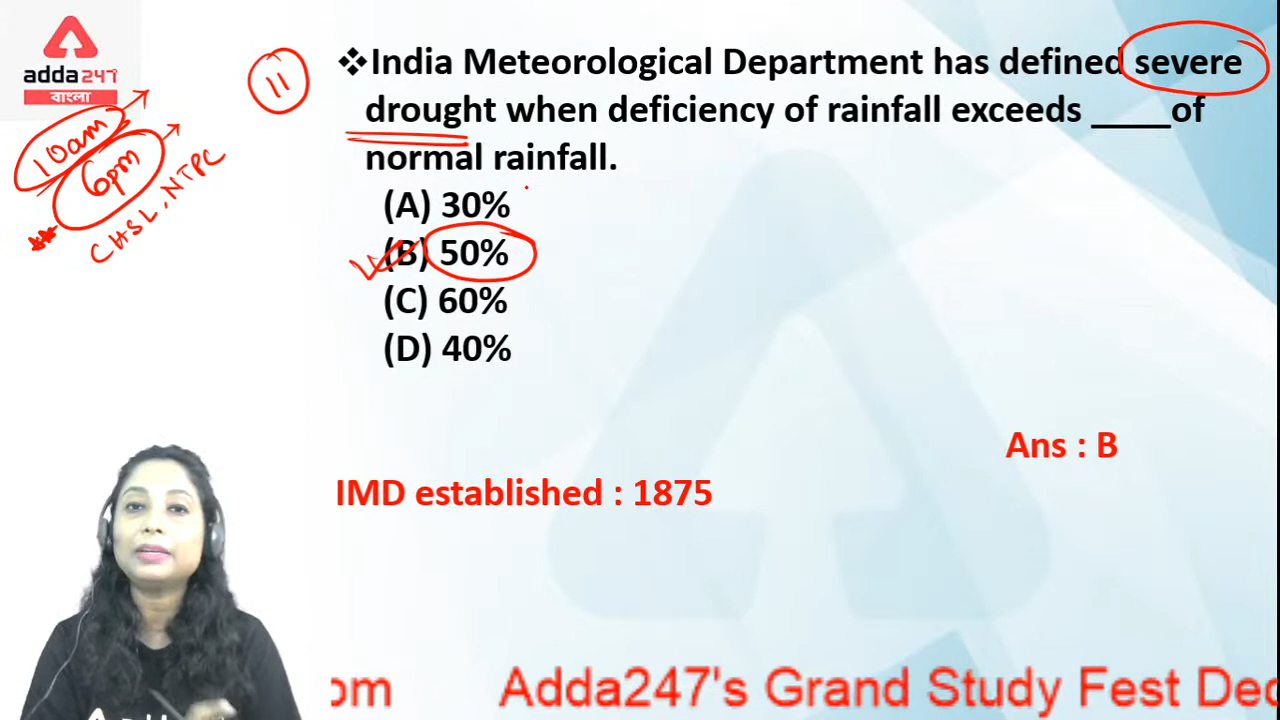 adda247
বাংলা
10am
6pm
CHSL, NTPC
11
❖India Meteorological Department has defined severe
drought when deficiency of rainfall exceeds ____of
normal rainfall.
(A) 30%
(B) 50%
(C) 60%
(D) 40%
Ans : B
IMD established : 1875
om Adda247's Grand Study Fest Dec